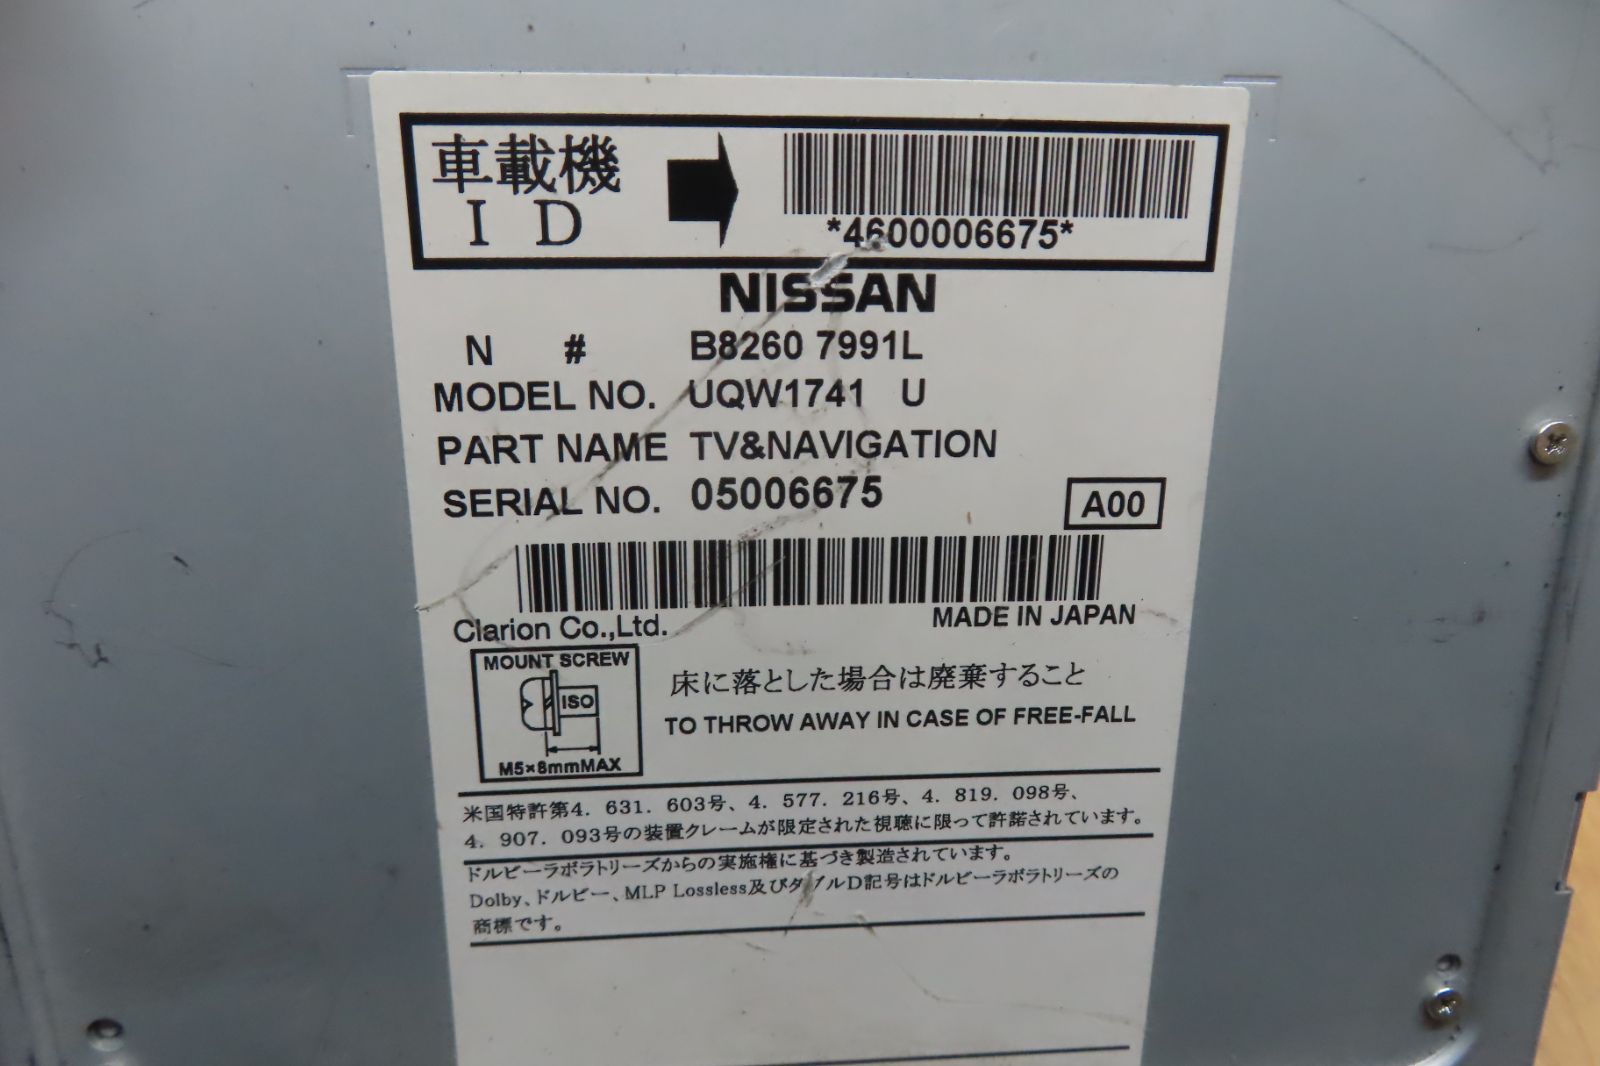 車載機
ID
*4600006675*
NISSAN
N # B8260 7991L
MODEL NO. UQW1741 U
PART NAME TV&NAVIGATION
SERIAL NO. 05006675
A00
Clarion Co.,Ltd.
MADE IN JAPAN
MOUNT SCREW
ISO
M5×8mmMAX
床に落とした場合は廃棄すること
TO THROW AWAY IN CASE OF FREE-FALL
米国特許第4. 631. 603号、4. 577. 216号、4. 819. 098号、
4. 907. 093号の装置クレームが限定された視聴に限って許諾されています。
ドルビーラボラトリーズからの実施権に基づき製造されています。
Dolby、ドルビー、MLP Lossless及びダブルD記号はドルビーラボラトリーズの
商標です。